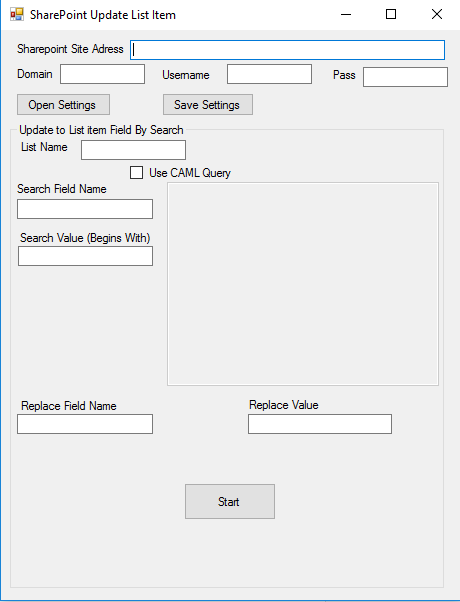 SharePoint Update List Item
Sharepoint Site Adress
Domain Username Pass
Open Settings Save Settings
Update to List item Field By Search
List Name
Use CAML Query
Search Field Name
Search Value (Begins With)
Replace Field Name Replace Value
Start